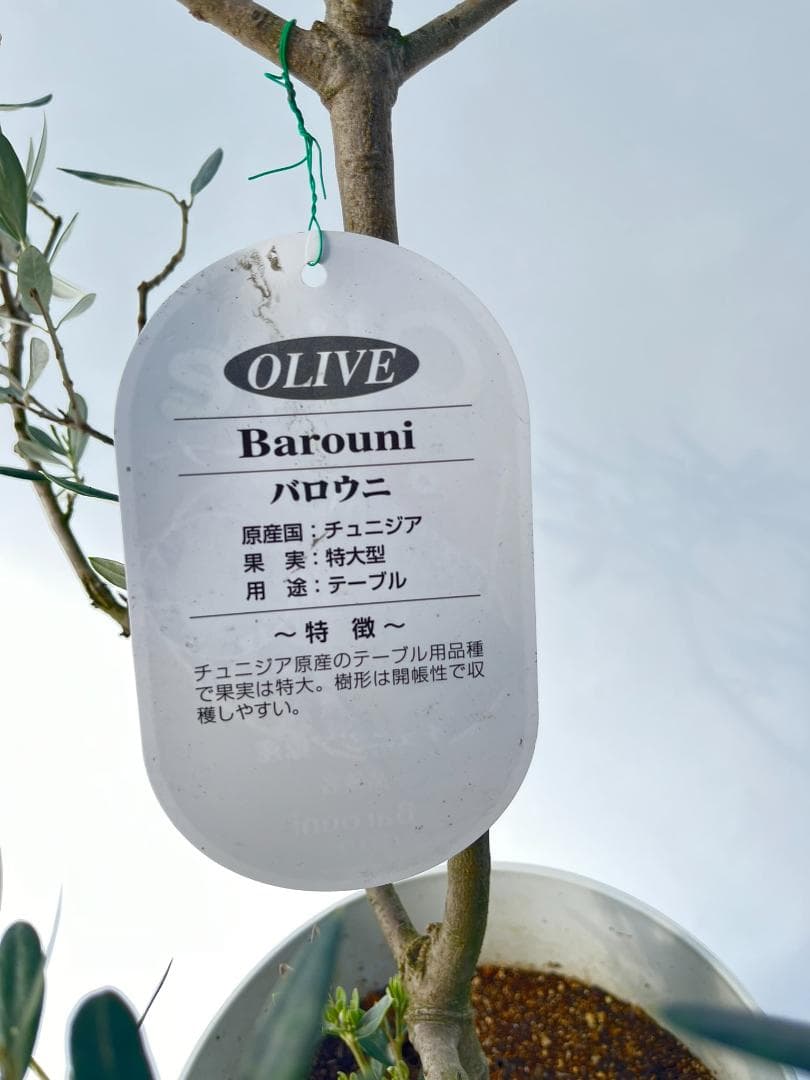 OLIVE
Barouni
バロウニ
原産国：チュニジア
果　実：特大型
用　途：テーブル
～特　徴～
チュニジア原産のテーブル用品種
で果実は特大。樹形は開帳性で収
穫しやすい。